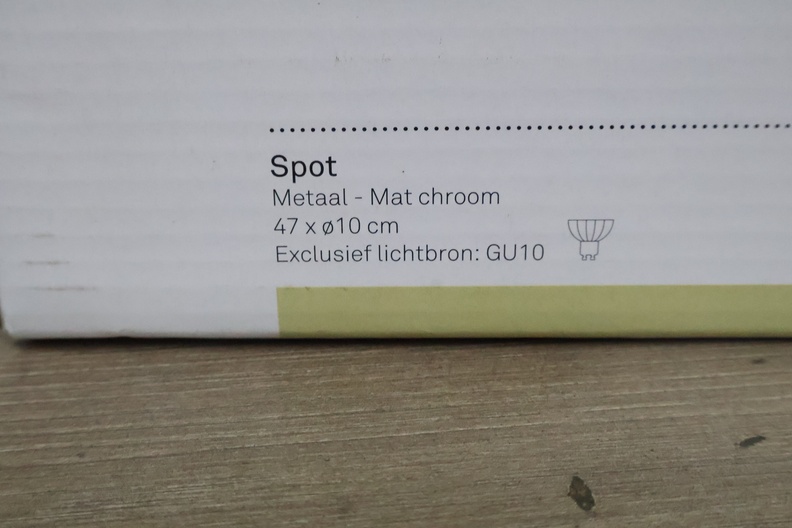 Spot
Metaal - Mat chroom
47 x ø10 cm
Exclusief lichtbron: GU10